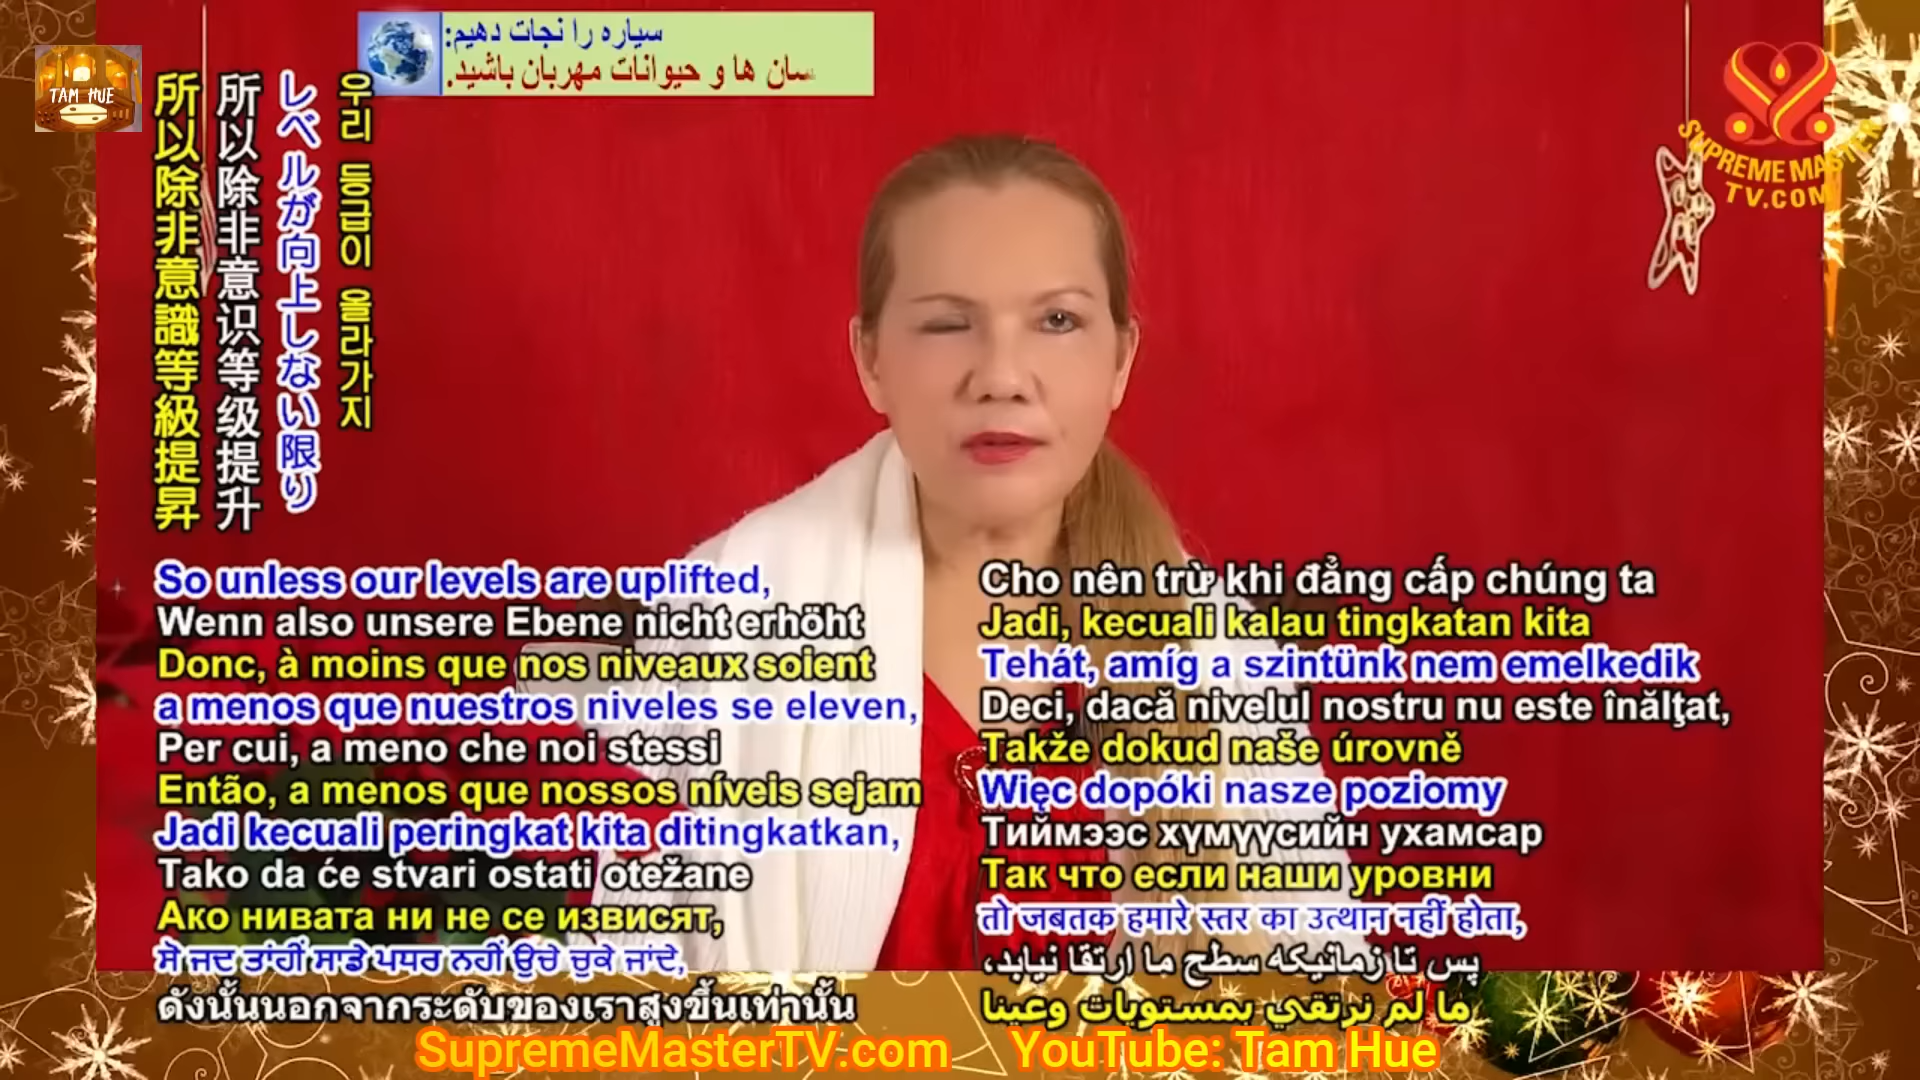 سیاره را نجات دهیم:
سان ها و حیوانات مهربان باشید.
TAM HUE
SUPREME MASTER
TV.COM
所以除非意識等級提昇
所以除非意识等级提升
レベルが向上しない限り
우리 등급이 올라가지
So unless our levels are uplifted,
Wenn also unsere Ebene nicht erhöht
Donc, à moins que nos niveaux soient
a menos que nuestros niveles se eleven,
Per cui, a meno che noi stessi
Então, a menos que nossos níveis sejam
Jadi kecuali peringkat kita ditingkatkan,
Tako da će stvari ostati otežane
Ако нивата ни не се извисят,
ਸੋ ਜਦ ਤਾਂਹੀਂ ਸਾਡੇ ਪਧਰ ਨਹੀਂ ਉਚੇ ਚੁਕੇ ਜਾਂਦੇ,
ดังนั้นนอกจากระดับของเราสูงขึ้นเท่านั้น
Cho nên trừ khi đẳng cấp chúng ta
Jadi, kecuali kalau tingkatan kita
Tehát, amíg a szintünk nem emelkedik
Deci, dacă nivelul nostru nu este înălţat,
Takže dokud naše úrovně
Więc dopóki nasze poziomy
Тиймээс хүмүүсийн ухамсар
Так что если наши уровни
तो जबतक हमारे स्तर का उत्थान नहीं होता,
پس تا زمانیکه سطح ما ارتقا نیابد،
ما لم نرتقي بمستويات وعينا
SupremeMasterTV.com YouTube: Tam Hue